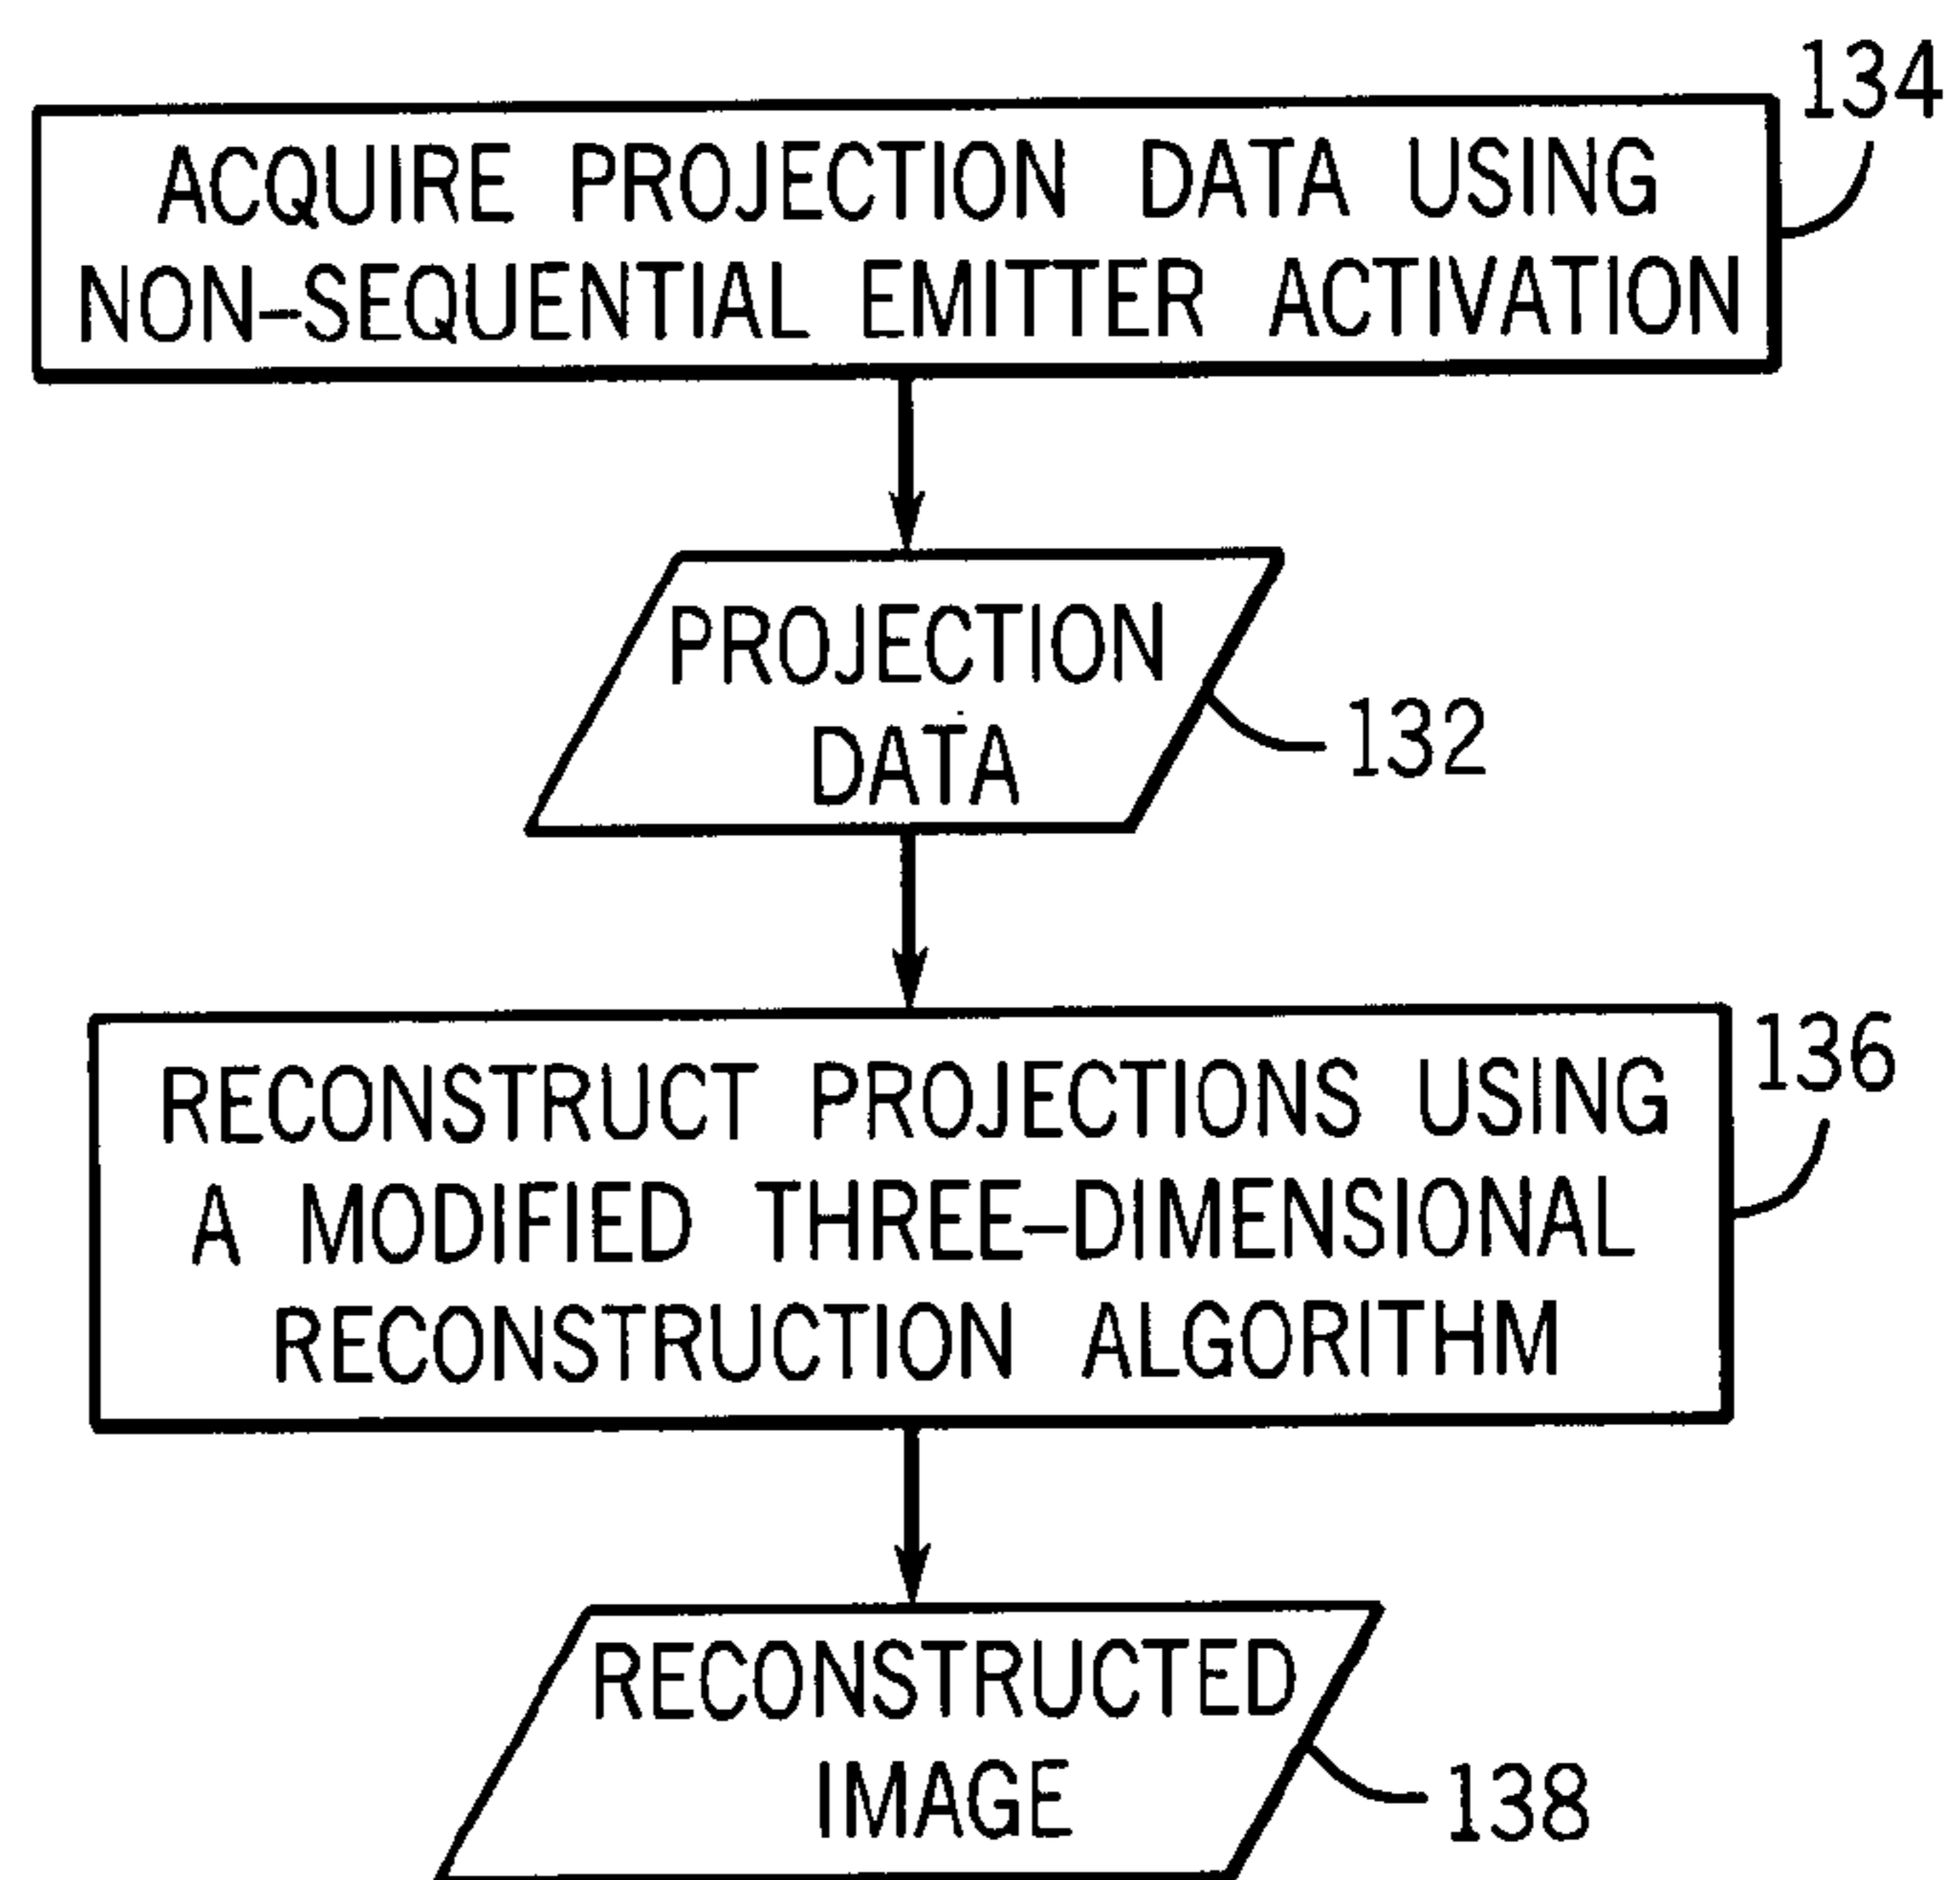 134
ACQUIRE PROJECTION DATA USING
NON-SEQUENTIAL EMITTER ACTIVATION
PROJECTION
DATA
132
136
RECONSTRUCT PROJECTIONS USING
A MODIFIED THREE-DIMENSIONAL
RECONSTRUCTION ALGORITHM
RECONSTRUCTED
IMAGE
138